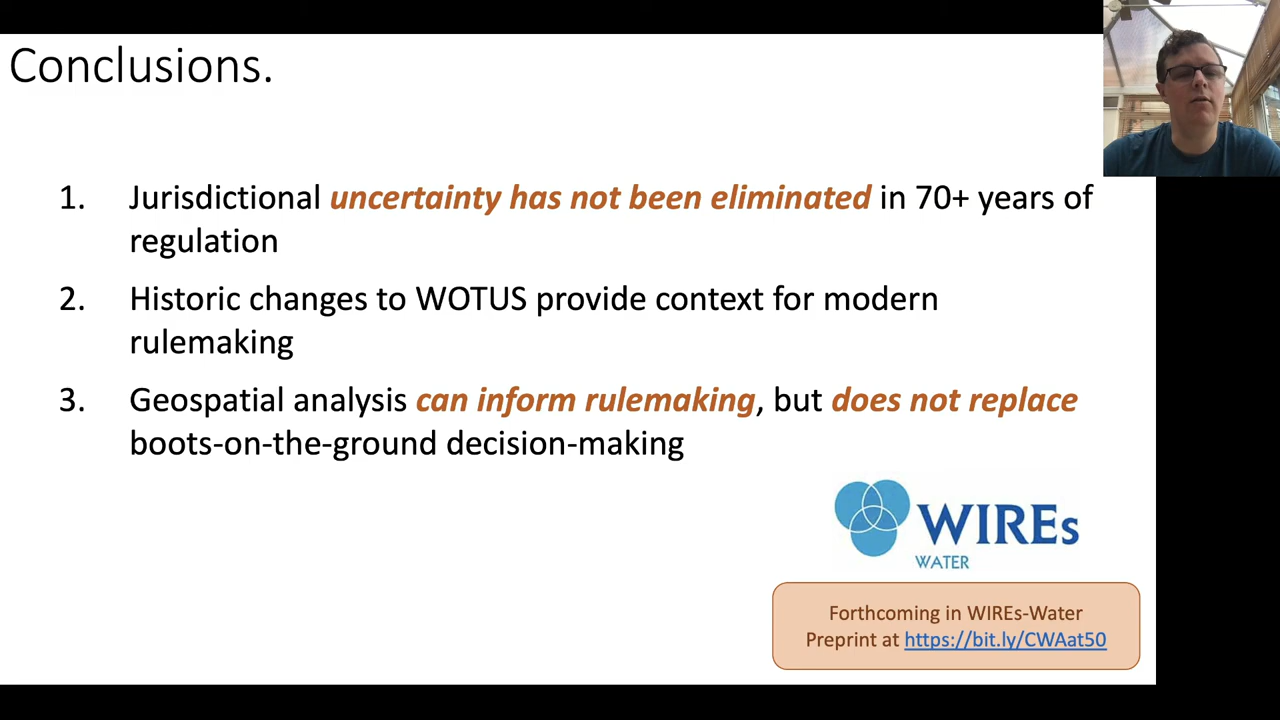 Conclusions.
1. Jurisdictional uncertainty has not been eliminated in 70+ years of
regulation
2. Historic changes to WOTUS provide context for modern
rulemaking
3. Geospatial analysis can inform rulemaking, but does not replace
boots-on-the-ground decision-making
WIREs
WATER
Forthcoming in WIREs-Water
Preprint at https://bit.ly/CWAat50